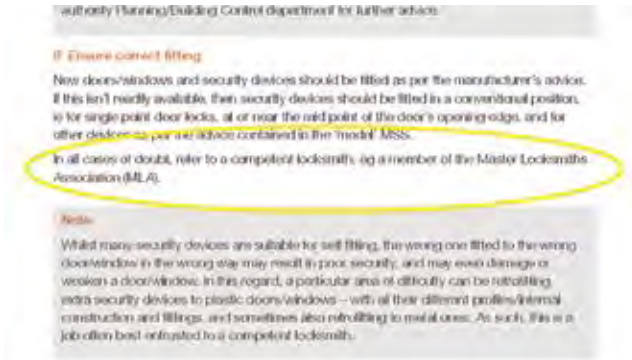 authority Planning/Building Control department for further advice.
F Ensure correct fitting
New doors/windows and security devices should be fitted as per the manufacturer's advice.
If this isn't readily available, then security devices should be fitted in a conventional position,
ie for single point door locks, at or near the mid point of the door's opening edge, and for
other devices as per the advice contained in the 'model' MSS.
In all cases of doubt, refer to a competent locksmith, eg a member of the Master Locksmiths
Association (MLA).
Note:
Whilst many security devices are suitable for self fitting, the wrong one fitted to the wrong
door/window in the wrong way may result in poor security, and may even damage or
weaken a door/window. In this regard, a particular area of difficulty can be retrofitting
extra security devices to plastic doors/windows – with all their different profiles/internal
construction and fittings, and sometimes also retrofitting to metal ones. As such, this is a
job often best entrusted to a competent locksmith.